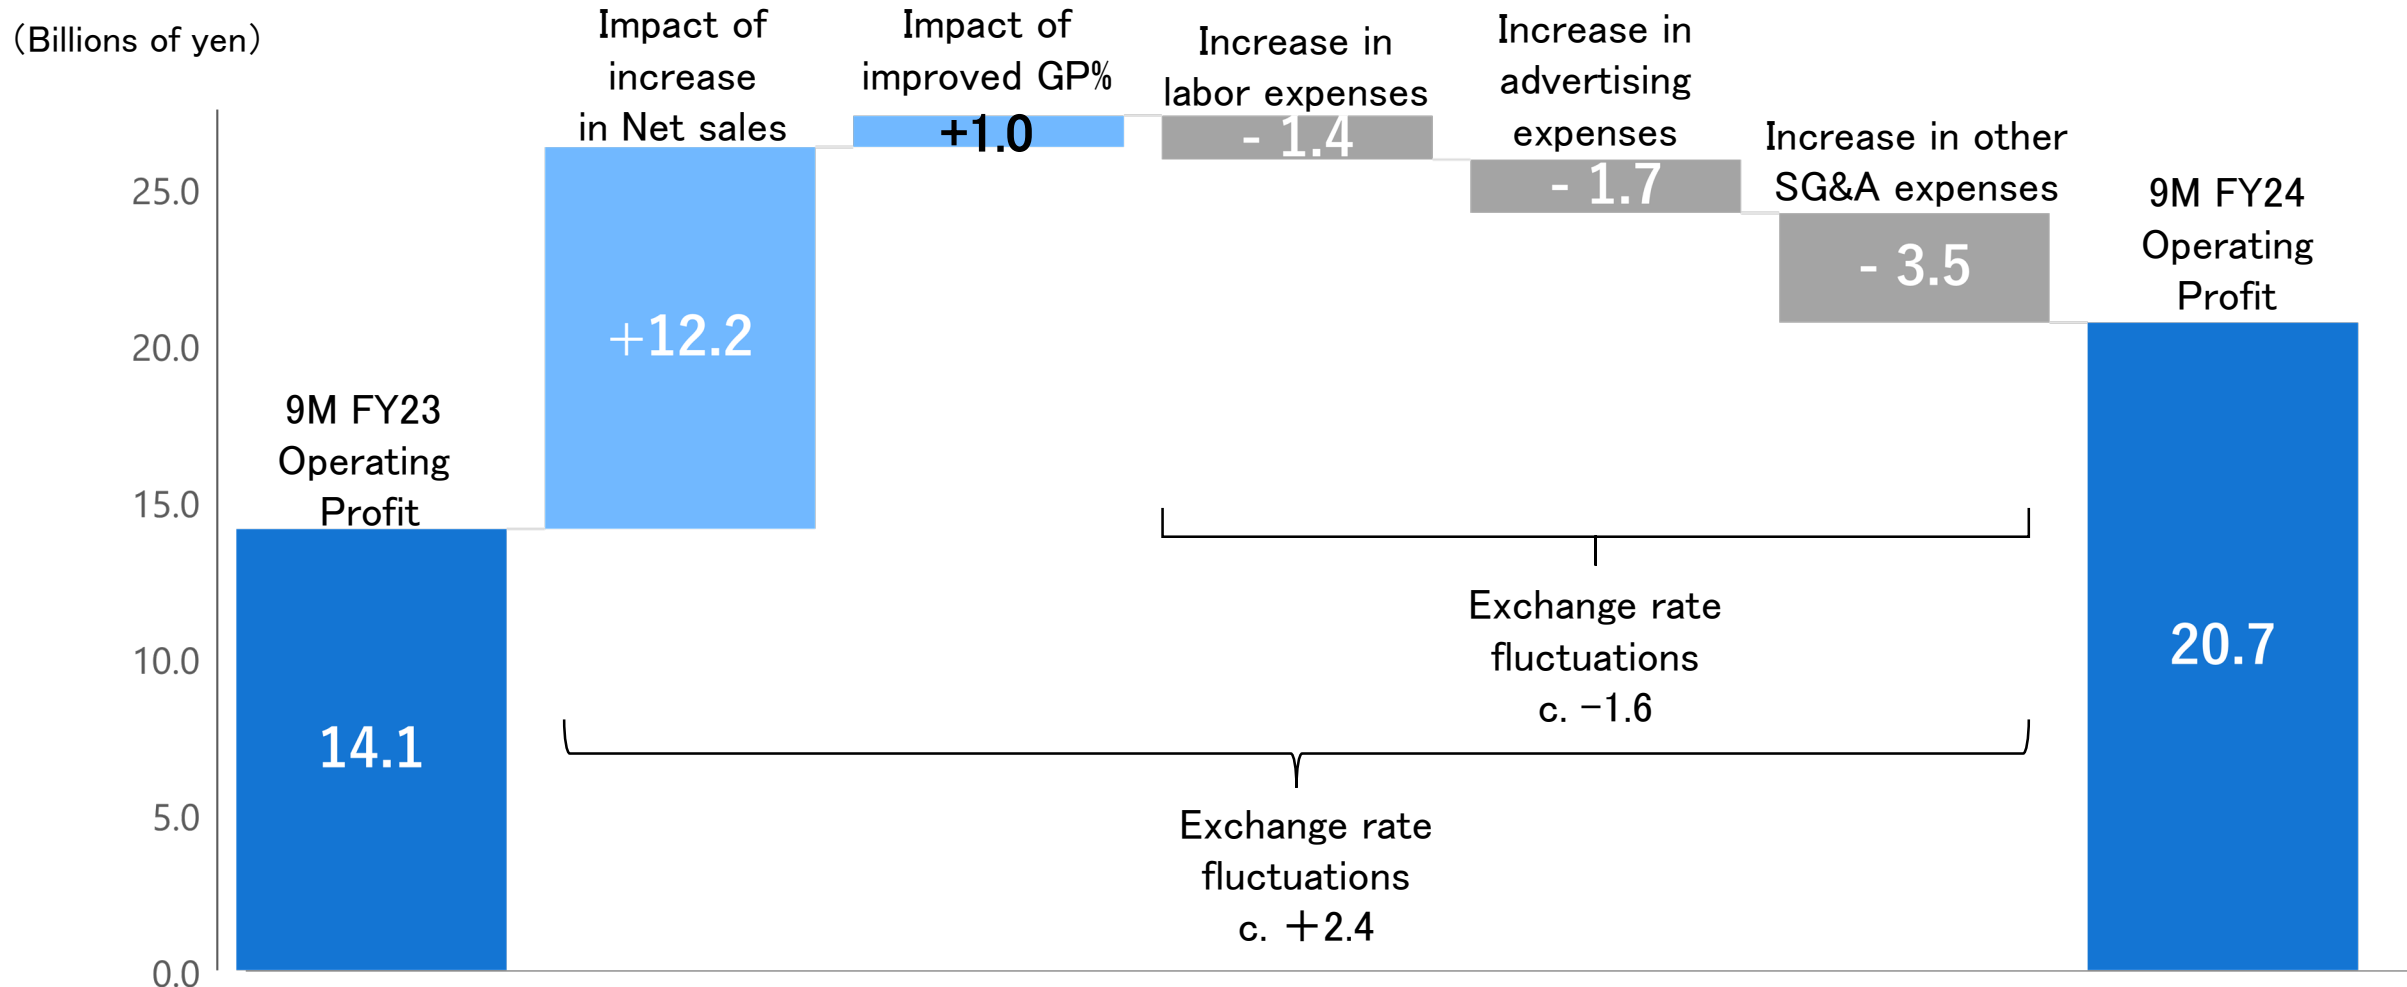 （Billions of yen）
Impact of
increase
in Net sales
Impact of
improved GP%
Increase in
labor expenses
Increase in
advertising
expenses
Increase in other
SG&A expenses
9M FY24
Operating
Profit
9M FY23
Operating
Profit
+12.2
+1.0
- 1.4
- 1.7
- 3.5
14.1
20.7
25.0
20.0
15.0
10.0
5.0
0.0
Exchange rate
fluctuations
c. －1.6
Exchange rate
fluctuations
c. ＋2.4